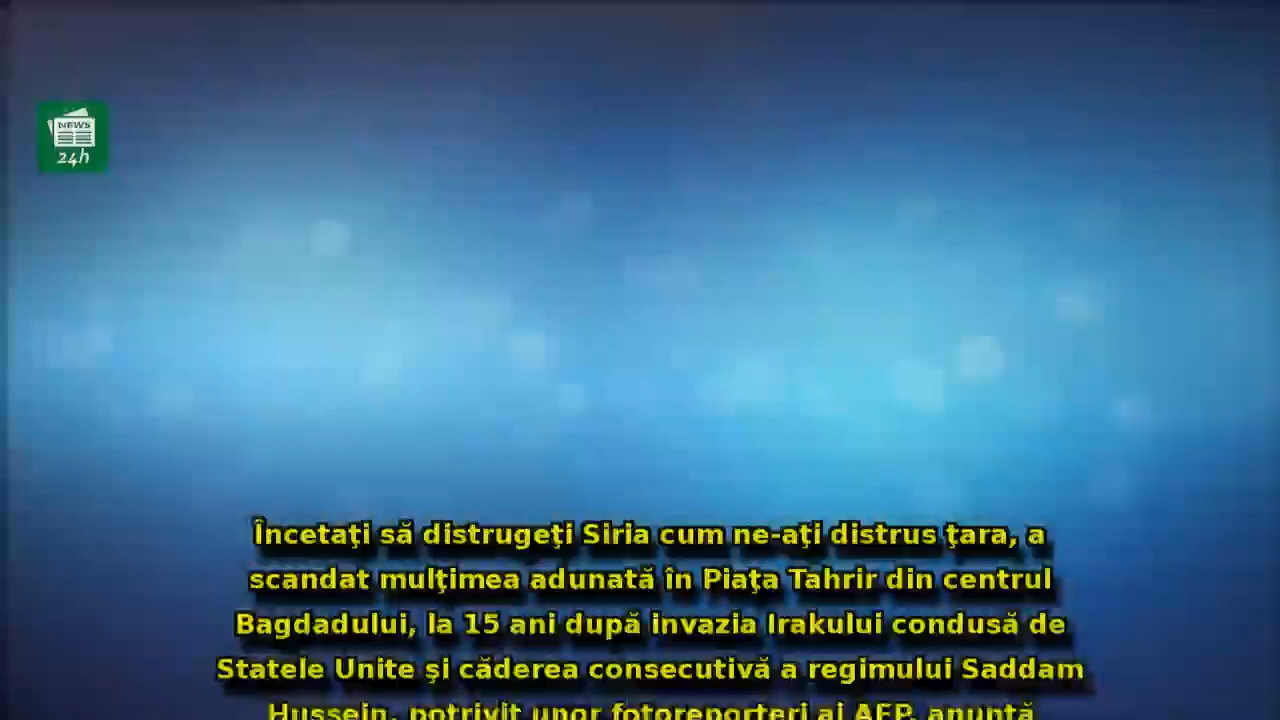 NEWS
24h
Încetaţi să distrugeţi Siria cum ne-aţi distrus ţara, a
scandat mulţimea adunată în Piaţa Tahrir din centrul
Bagdadului, la 15 ani după invazia Irakului condusă de
Statele Unite şi căderea consecutivă a regimului Saddam
Hussein, potrivit unor fotoreporteri ai AFP, anunţă